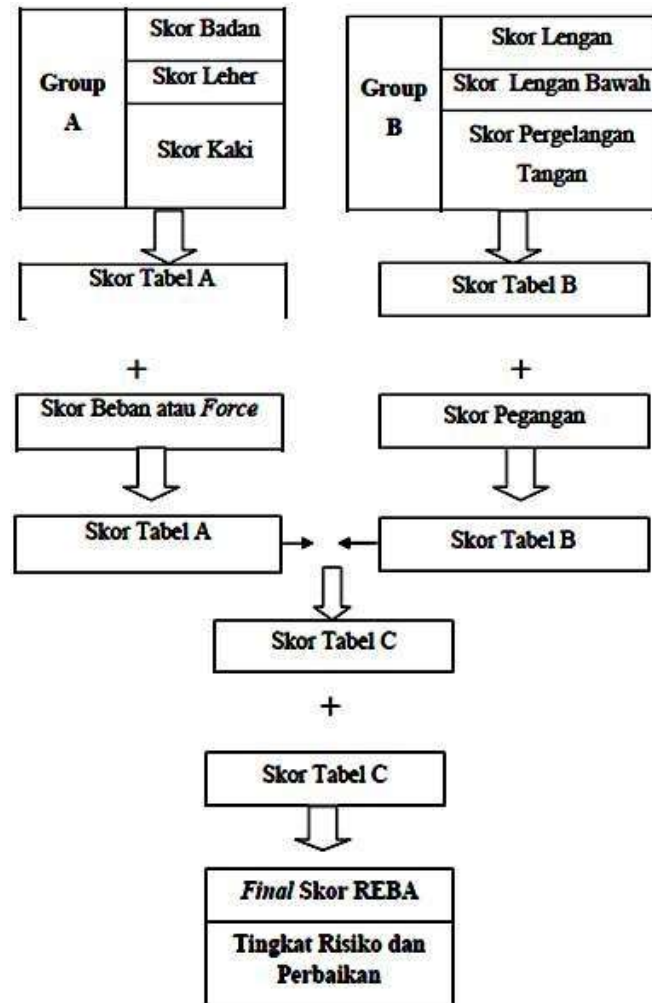 Group
A
Skor Badan
Skor Leher
Skor Kaki
Group
B
Skor Lengan
Skor Lengan Bawah
Skor Pergelangan
Tangan
Skor Tabel A
Skor Tabel B
+
+
Skor Beban atau Force
Skor Pegangan
Skor Tabel A
Skor Tabel B
Skor Tabel C
+
Skor Tabel C
Final Skor REBA
Tingkat Risiko dan
Perbaikan